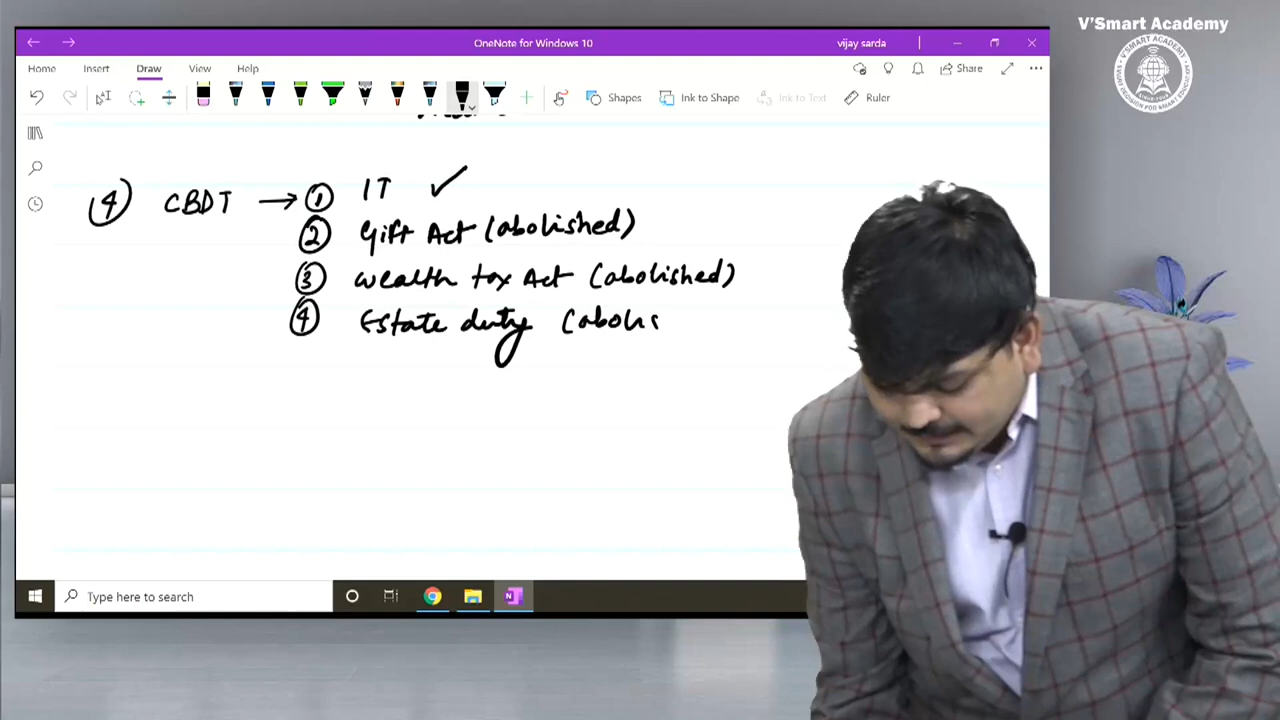 V'Smart Academy
OneNote for Windows 10
vijay sarda
Home Insert Draw View Help
Share
Shapes Ink to Shape Ink to Text Ruler
4 CBDT → 1 IT ✓
2 Gift Act (abolished)
3 Wealth tax Act (abolished)
4 Estate duty (abolis
Type here to search